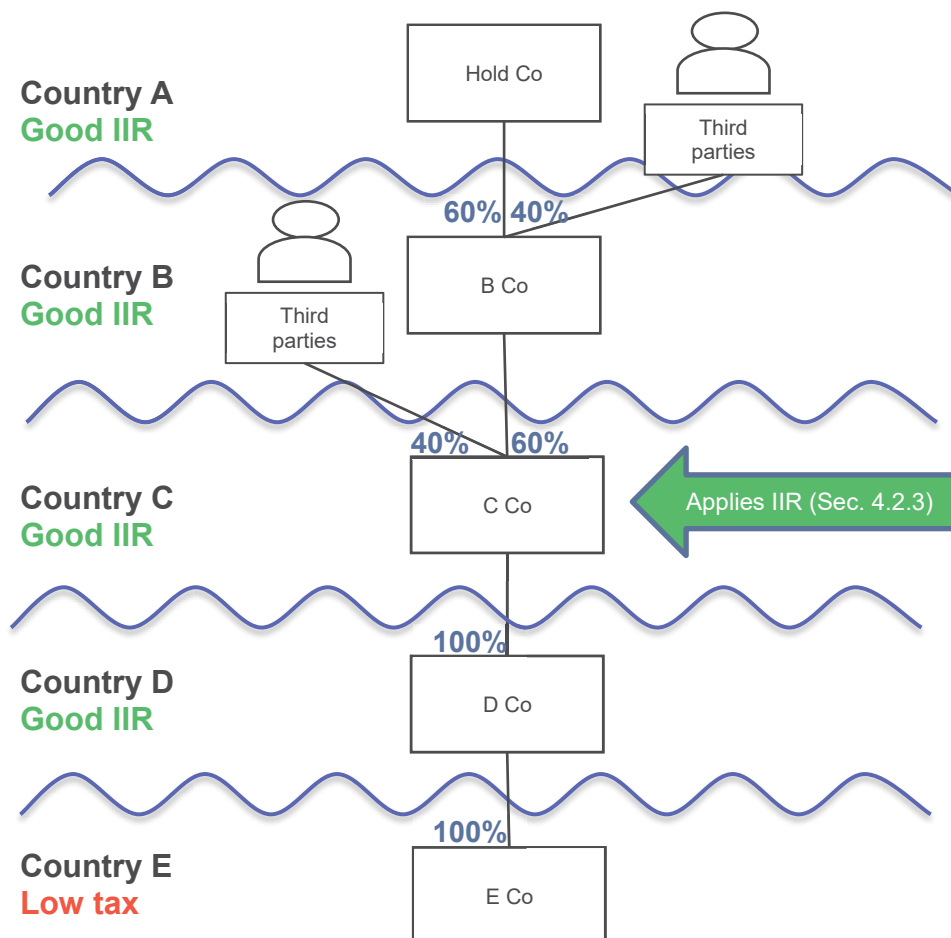 Hold Co
Country A
Good IIR
Third
parties
60%
40%
Country B
Good IIR
B Co
Third
parties
40%
60%
Country C
Good IIR
C Co
Applies IIR (Sec. 4.2.3)
100%
Country D
Good IIR
D Co
100%
Country E
Low tax
E Co